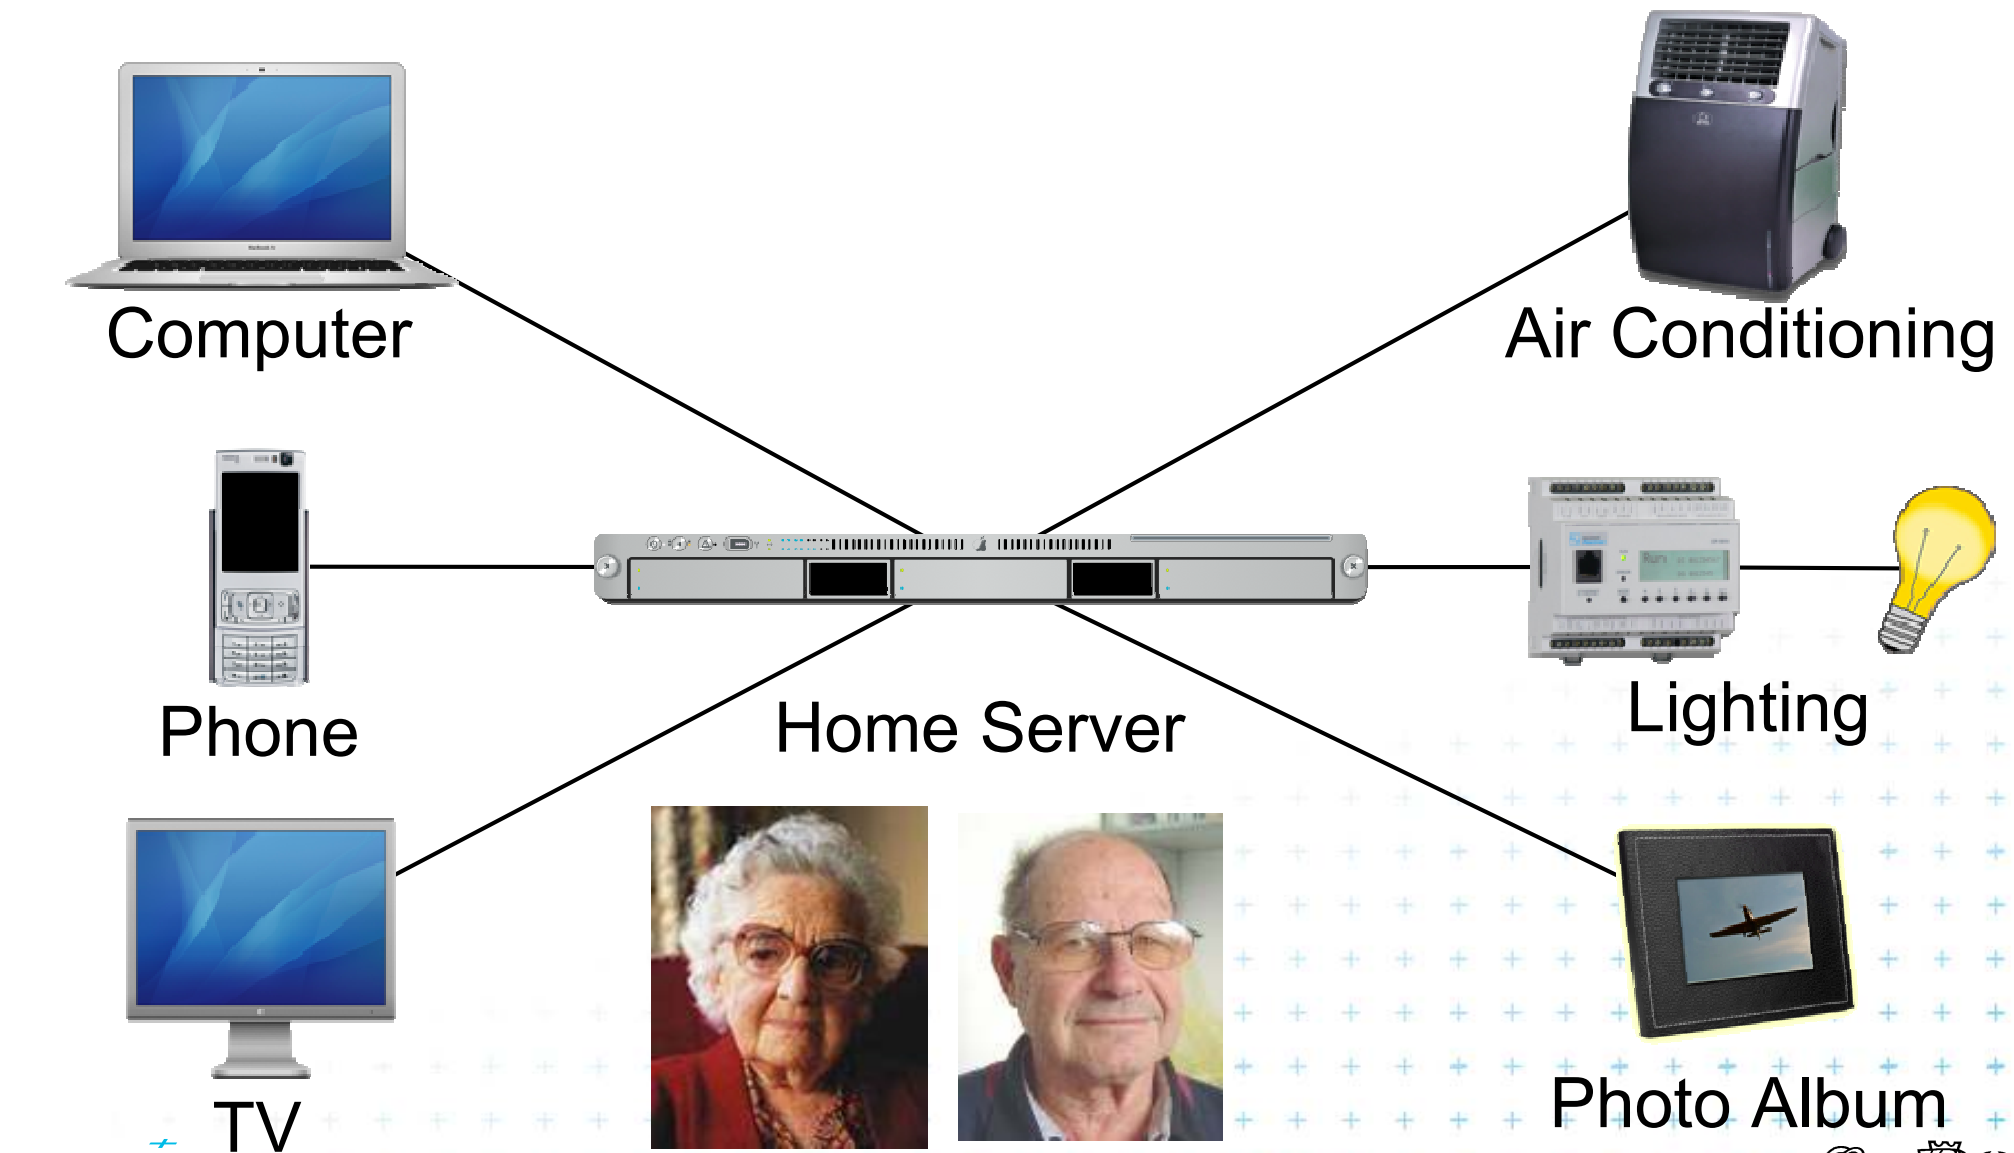 Computer
Air Conditioning
Phone
Home Server
Lighting
TV
Photo Album